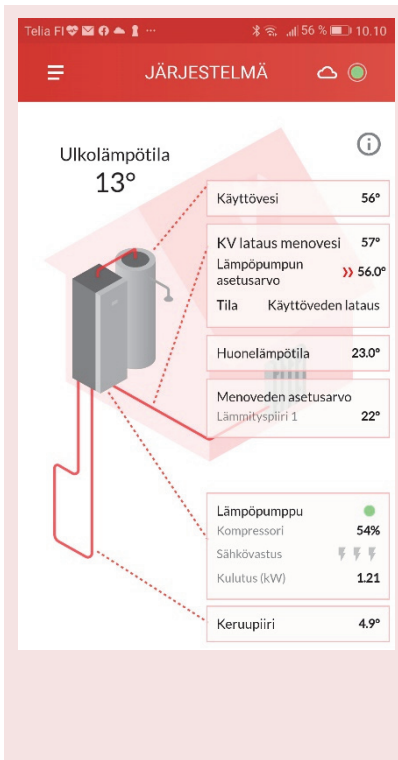 Telia FI ... 56 % 10.10
JÄRJESTELMÄ
Ulkolämpötila
13°
Käyttövesi 56°
KV lataus menovesi 57°
Lämpöpumpun
asetusarvo 56.0°
Tila Käyttöveden lataus
Huonelämpötila 23.0°
Menoveden asetusarvo
Lämmityspiiri 1 22°
Lämpöpumppu
Kompressori 54%
Sähkövastus
Kulutus (kW) 1.21
Keruupiiri 4.9°